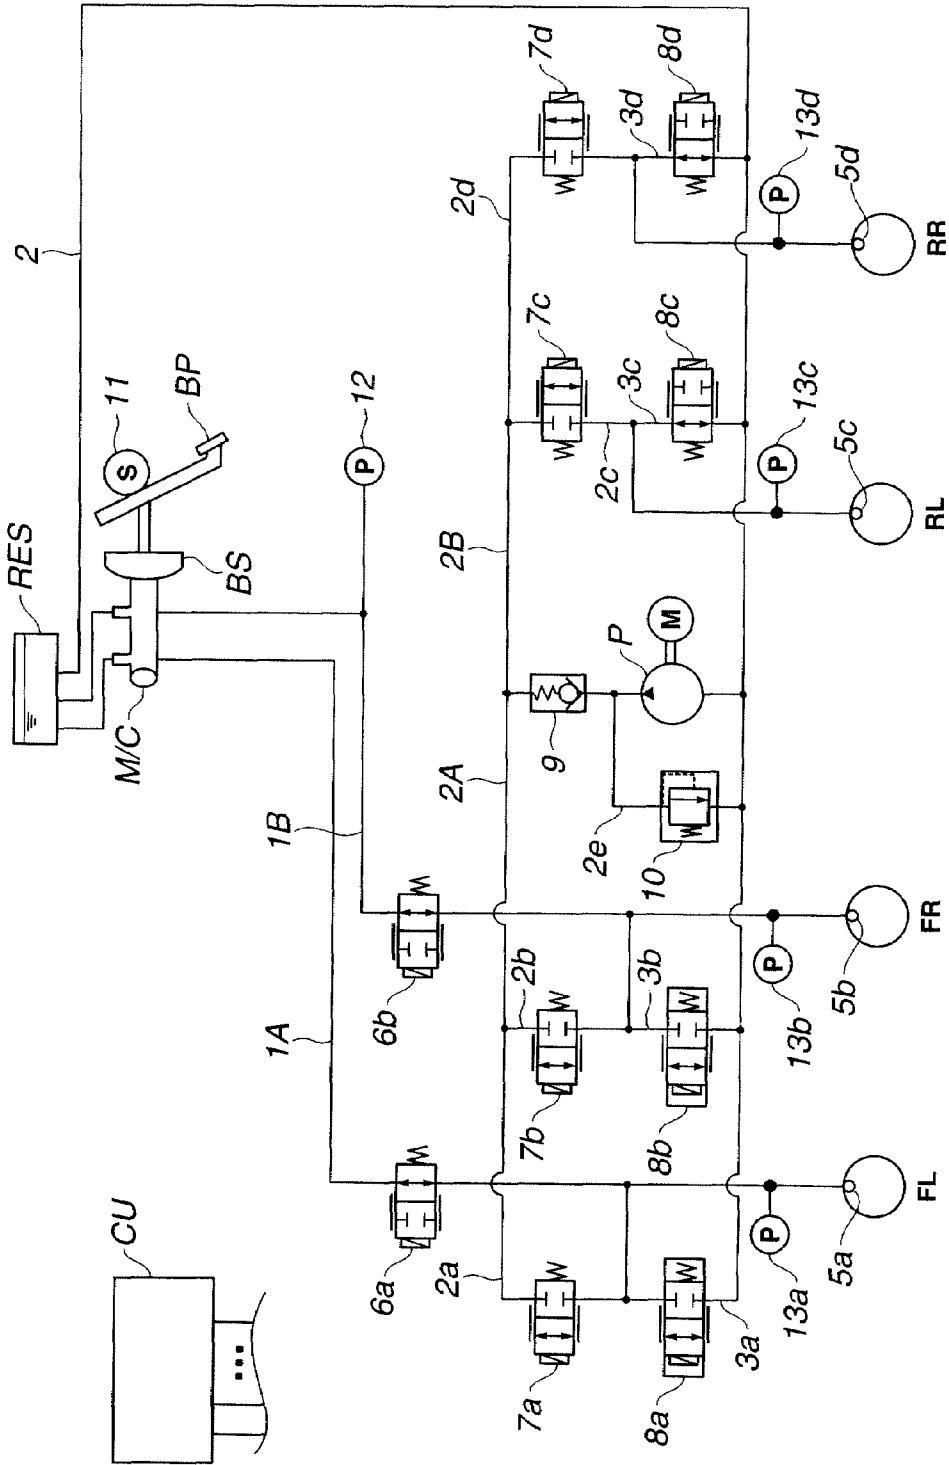 2
RES
11
S
BP
BS
M/C
12
P
1B
1A
CU
6b
6a
2A
2B
2d
7d
8d
3d
13d
P
5d
RR
7c
8c
3c
2c
13c
P
5c
RL
P
M
9
2e
10
2b
3b
7b
8b
13b
P
5b
FR
2a
7a
8a
3a
13a
P
5a
FL